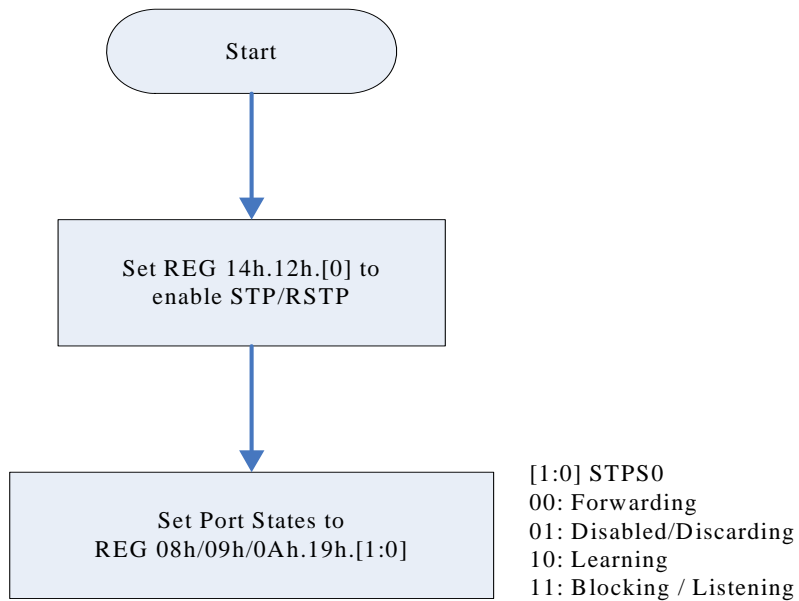 Start
Set REG 14h.12h.[0] to
enable STP/RSTP
Set Port States to
REG 08h/09h/0Ah.19h.[1:0]
[1:0] STPS0
00: Forwarding
01: Disabled/Discarding
10: Learning
11: Blocking / Listening